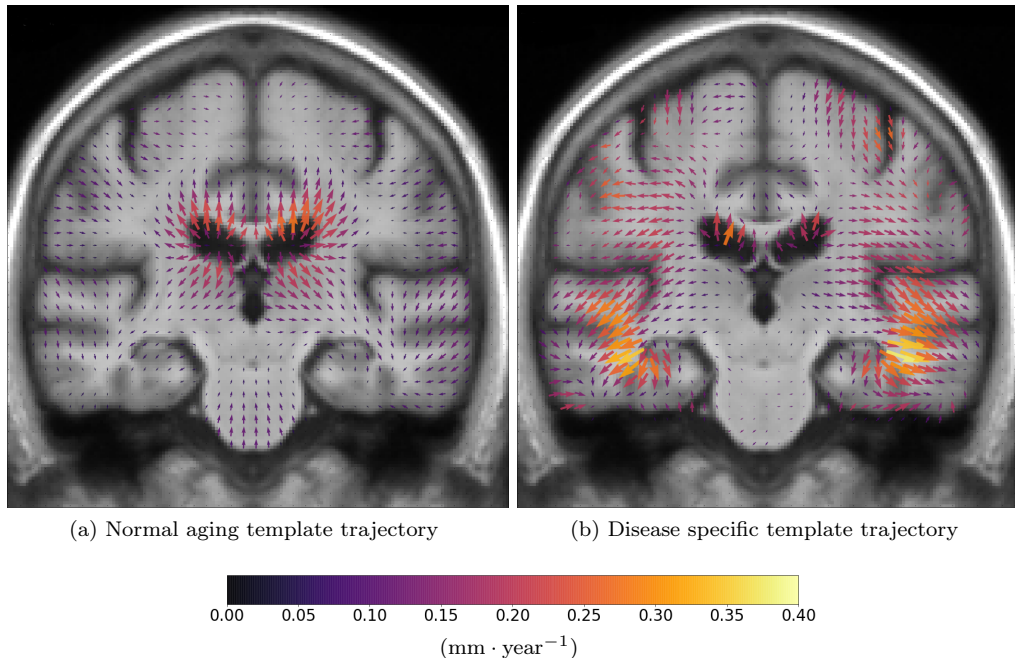 (a) Normal aging template trajectory
(b) Disease specific template trajectory
0.00 0.05 0.10 0.15 0.20 0.25 0.30 0.35 0.40
(mm · year⁻¹)